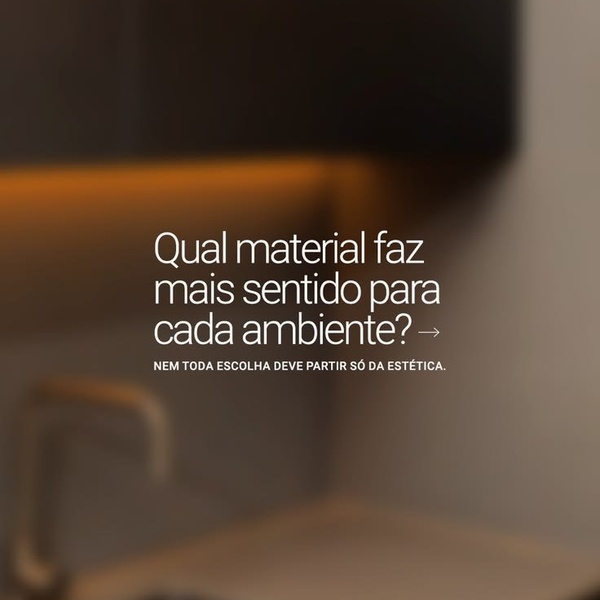 Qual material faz
mais sentido para
cada ambiente? →
NEM TODA ESCOLHA DEVE PARTIR SÓ DA ESTÉTICA.